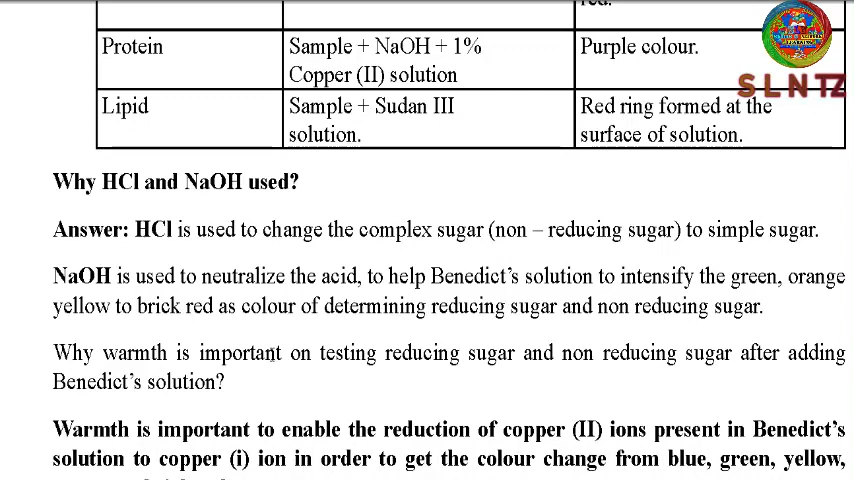 red.
Protein Sample + NaOH + 1% Purple colour.
Copper (II) solution
SLNTZ
Lipid Sample + Sudan III Red ring formed at the
solution. surface of solution.
Why HCl and NaOH used?
Answer: HCl is used to change the complex sugar (non – reducing sugar) to simple sugar.
NaOH is used to neutralize the acid, to help Benedict’s solution to intensify the green, orange
yellow to brick red as colour of determining reducing sugar and non reducing sugar.
Why warmth is important on testing reducing sugar and non reducing sugar after adding
Benedict’s solution?
Warmth is important to enable the reduction of copper (II) ions present in Benedict’s
solution to copper (i) ion in order to get the colour change from blue, green, yellow,